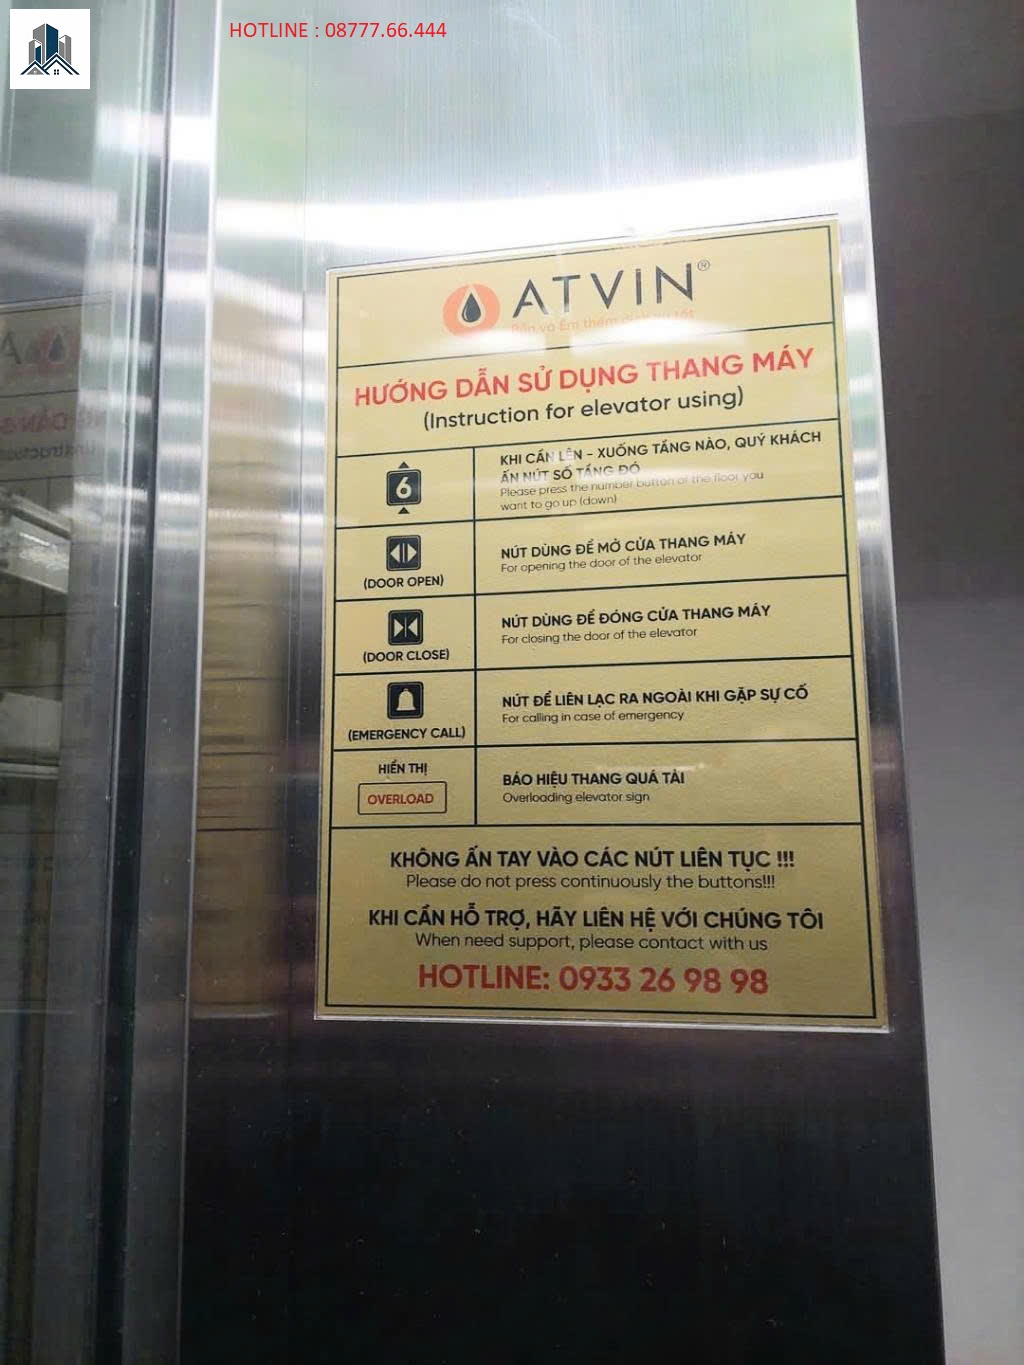 HOTLINE : 08777.66.444
ATViN®
HƯỚNG DẪN SỬ DỤNG THANG MÁY
(Instruction for elevator using)
6
KHI CẦN LÊN - XUỐNG TẦNG NÀO, QUÝ KHÁCH
ẤN NÚT SỐ TẦNG ĐÓ
Please press the number button of the floor you
want to go up (down)
(DOOR OPEN)
NÚT DÙNG ĐỂ MỞ CỬA THANG MÁY
For opening the door of the elevator
(DOOR CLOSE)
NÚT DÙNG ĐỂ ĐÓNG CỬA THANG MÁY
For closing the door of the elevator
(EMERGENCY CALL)
NÚT ĐỂ LIÊN LẠC RA NGOÀI KHI GẶP SỰ CỐ
For calling in case of emergency
HIỂN THỊ
OVERLOAD
BÁO HIỆU THANG QUÁ TẢI
Overloading elevator sign
KHÔNG ẤN TAY VÀO CÁC NÚT LIÊN TỤC !!!
Please do not press continuously the buttons!!!
KHI CẦN HỖ TRỢ, HÃY LIÊN HỆ VỚI CHÚNG TÔI
When need support, please contact with us
HOTLINE: 0933 26 98 98